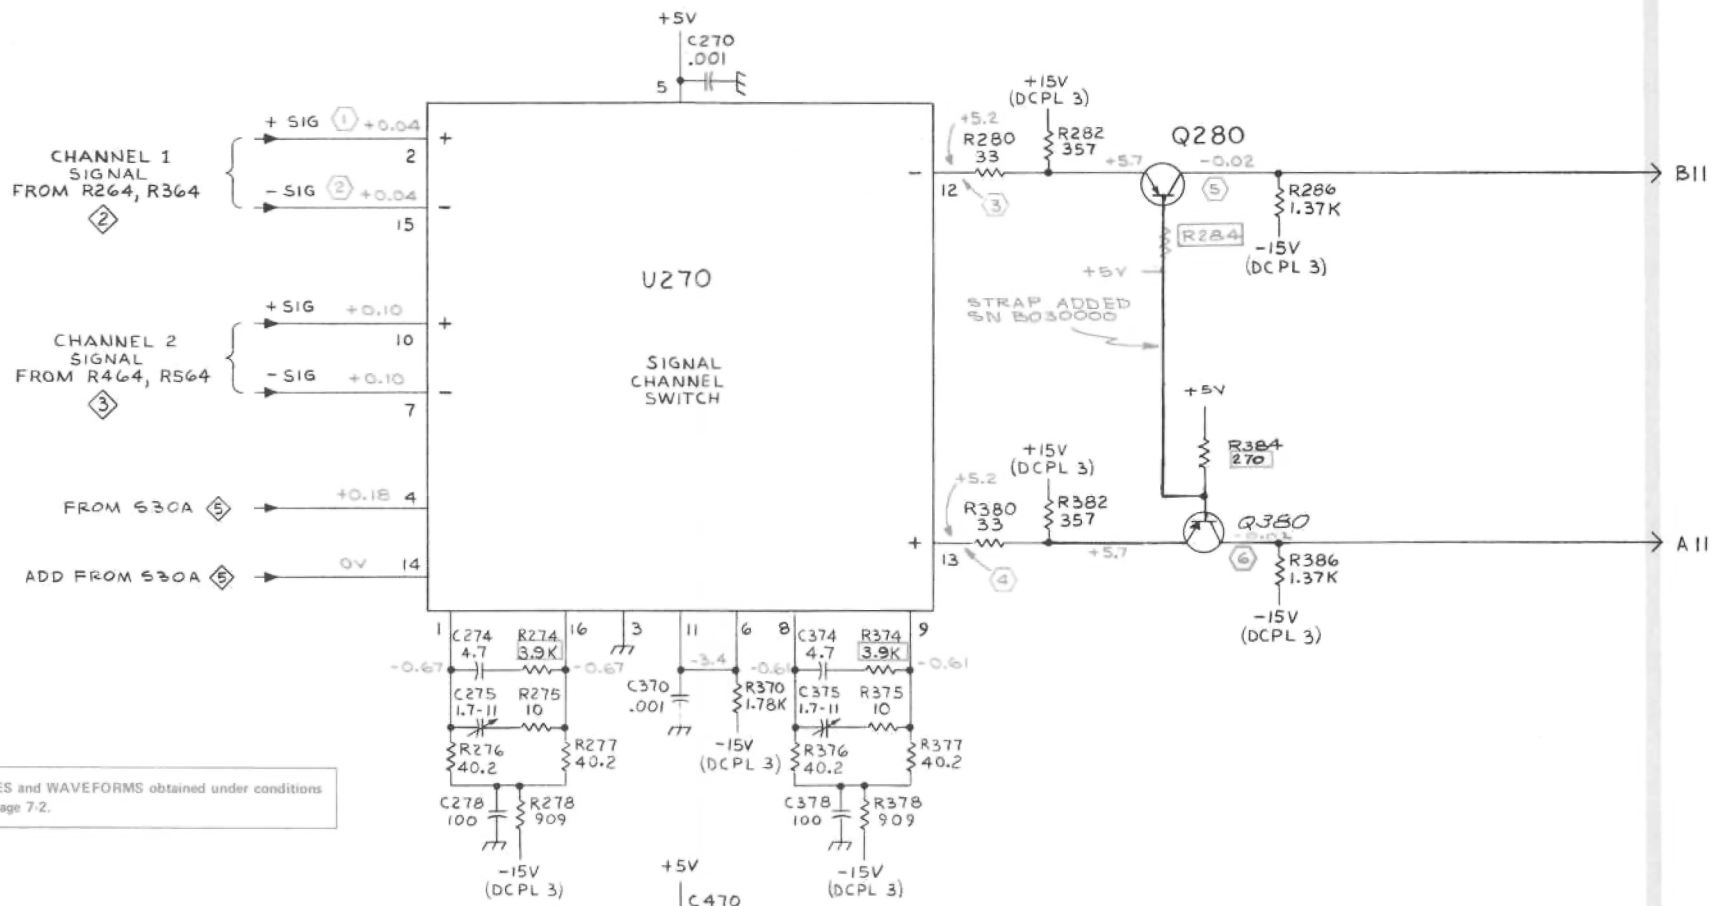 +5V
C270
.001
5
+ SIG 1 +0.04
+
2
CHANNEL 1
SIGNAL
FROM R264, R364
2
- SIG 2 +0.04
-
15
+ SIG +0.10
+
10
CHANNEL 2
SIGNAL
FROM R464, R564
3
- SIG +0.10
-
7
FROM S30A 5
+0.18 4
ADD FROM S30A 5
0V 14
U270
SIGNAL
CHANNEL
SWITCH
-
12
+5.2
R280
33
3
+15V
(DCPL 3)
R282
357
+5.7
Q280
-0.02
5
R286
1.37K
-15V
(DCPL 3)
B11
R284
+5V
STRAP ADDED
SN B030000
+5V
R384
270
+
13
+5.2
R380
33
4
+15V
(DCPL 3)
R382
357
+5.7
Q380
-0.02
6
R386
1.37K
-15V
(DCPL 3)
A11
1
16
3
11
6
8
9
C274
4.7
R274
3.9K
-0.67
-0.67
C275
1.7-11
R275
10
R276
40.2
R277
40.2
C278
100
R278
909
-15V
(DCPL 3)
-3.4
C370
.001
R370
1.78K
-15V
(DCPL 3)
C374
4.7
R374
3.9K
-0.61
-0.61
C375
1.7-11
R375
10
R376
40.2
R377
40.2
C378
100
R378
909
-15V
(DCPL 3)
+5V
C470
ES and WAVEFORMS obtained under conditions
age 7-2.